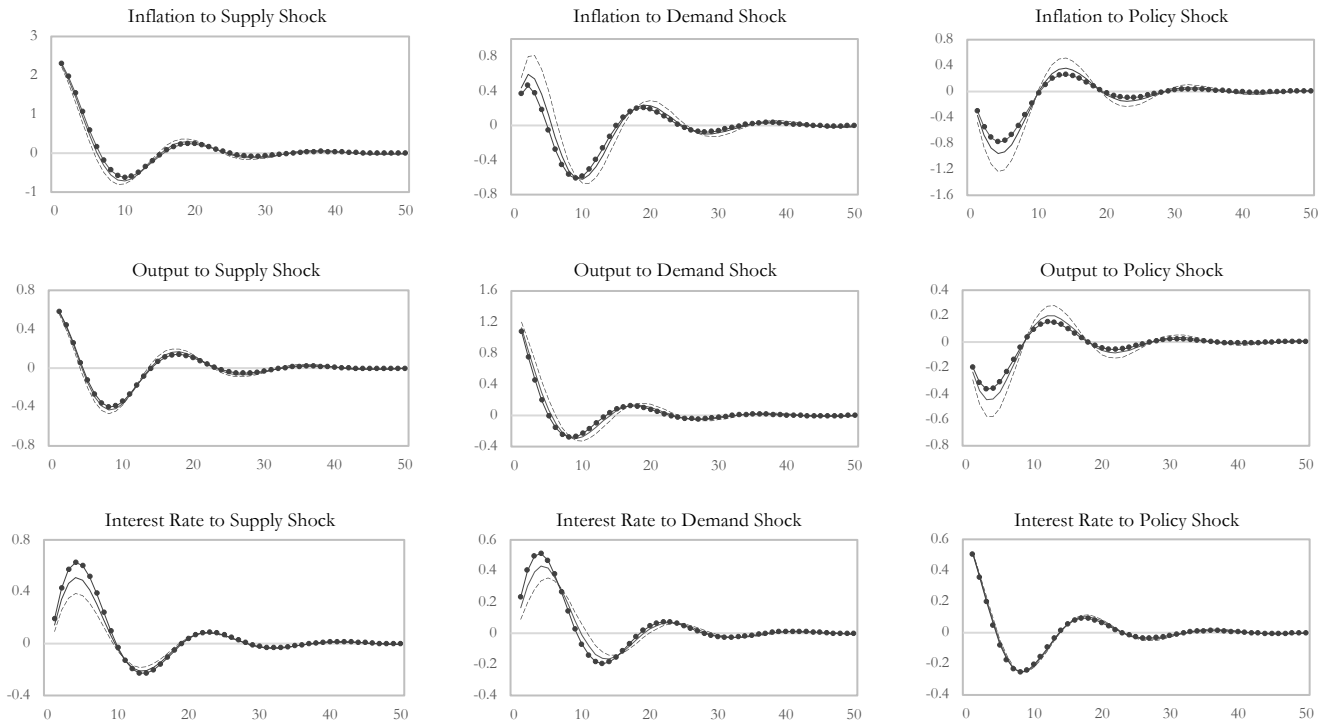 Inflation to Supply Shock
3
2
1
0
-1
0 10 20 30 40 50
Inflation to Demand Shock
0.8
0.4
0
-0.4
-0.8
0 10 20 30 40 50
Inflation to Policy Shock
0.8
0.4
0
-0.4
-0.8
-1.2
-1.6
0 10 20 30 40 50
Output to Supply Shock
0.8
0.4
0
-0.4
-0.8
0 10 20 30 40 50
Output to Demand Shock
1.6
1.2
0.8
0.4
0
-0.4
0 10 20 30 40 50
Output to Policy Shock
0.4
0.2
0
-0.2
-0.4
-0.6
-0.8
0 10 20 30 40 50
Interest Rate to Supply Shock
0.8
0.4
0
-0.4
0 10 20 30 40 50
Interest Rate to Demand Shock
0.6
0.4
0.2
0
-0.2
-0.4
0 10 20 30 40 50
Interest Rate to Policy Shock
0.6
0.4
0.2
0
-0.2
-0.4
0 10 20 30 40 50